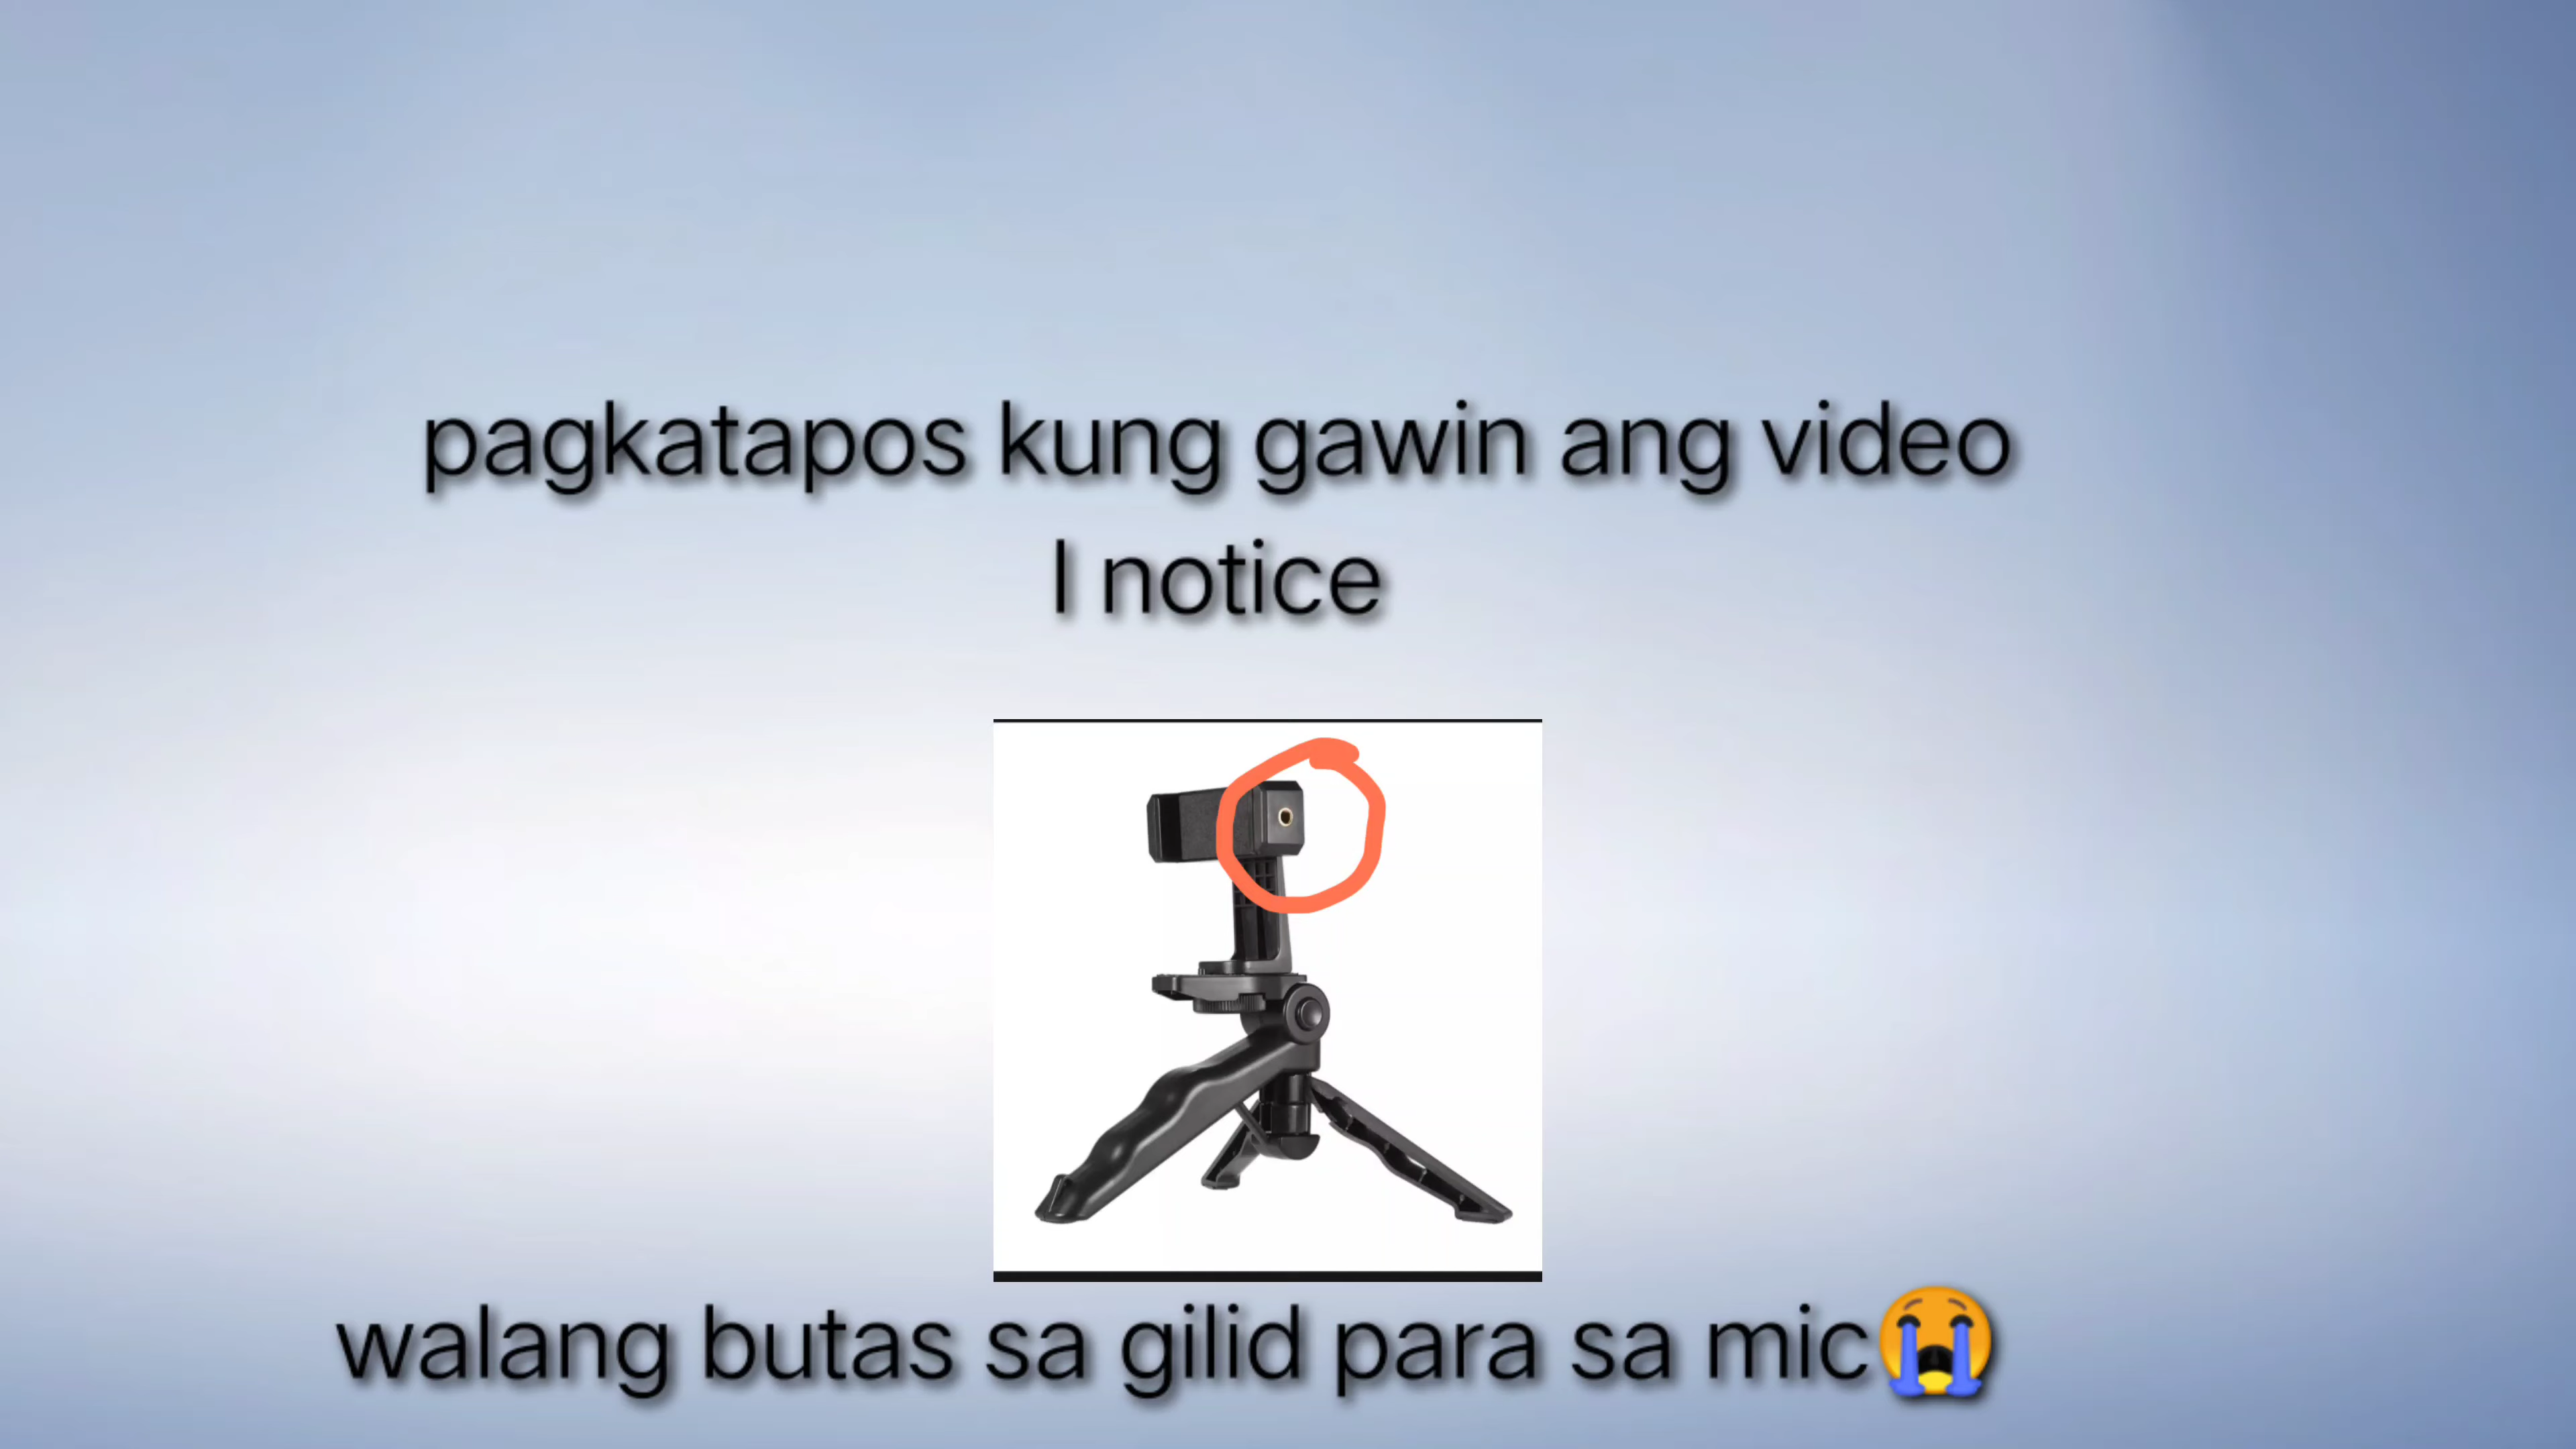 pagkatapos kung gawin ang video
I notice
walang butas sa gilid para sa mic😭